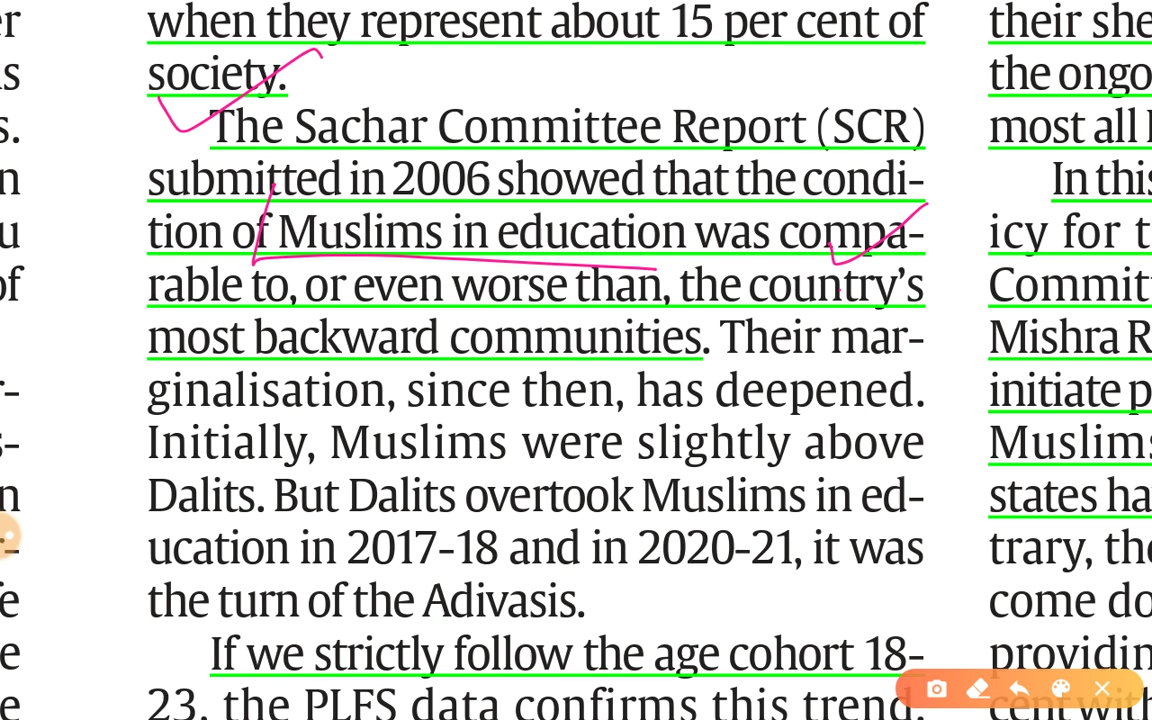 er
s
s.
n
u
of
r-
s-
n
r-
e
e
e
when they represent about 15 per cent of
society.
The Sachar Committee Report (SCR)
submitted in 2006 showed that the condi-
tion of Muslims in education was compa-
rable to, or even worse than, the country's
most backward communities. Their mar-
ginalisation, since then, has deepened.
Initially, Muslims were slightly above
Dalits. But Dalits overtook Muslims in ed-
ucation in 2017-18 and in 2020-21, it was
the turn of the Adivasis.
If we strictly follow the age cohort 18-
23, the PLFS data confirms this trend.
their she
the ongo
most all
In this
icy for t
Committ
Mishra R
initiate p
Muslims
states ha
trary, the
come do
providin
cent with